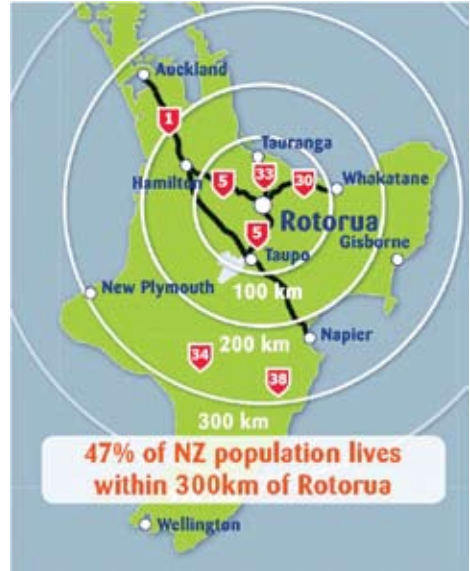 Auckland
1
Tauranga
Hamilton
5
33
30
Whakatane
Rotorua
5
Gisborne
Taupo
New Plymouth
100 km
Napier
200 km
34
38
300 km
47% of NZ population lives
within 300km of Rotorua
Wellington